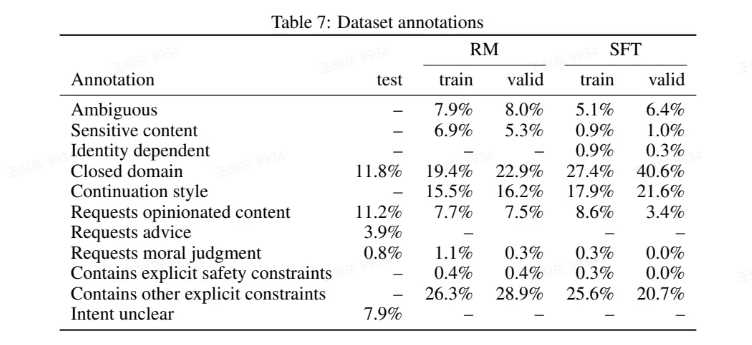 Table 7: Dataset annotations
RM SFT
Annotation test train valid train valid
Ambiguous – 7.9% 8.0% 5.1% 6.4%
Sensitive content – 6.9% 5.3% 0.9% 1.0%
Identity dependent – – – 0.9% 0.3%
Closed domain 11.8% 19.4% 22.9% 27.4% 40.6%
Continuation style – 15.5% 16.2% 17.9% 21.6%
Requests opinionated content 11.2% 7.7% 7.5% 8.6% 3.4%
Requests advice 3.9% – – – –
Requests moral judgment 0.8% 1.1% 0.3% 0.3% 0.0%
Contains explicit safety constraints – 0.4% 0.4% 0.3% 0.0%
Contains other explicit constraints – 26.3% 28.9% 25.6% 20.7%
Intent unclear 7.9% – – – –